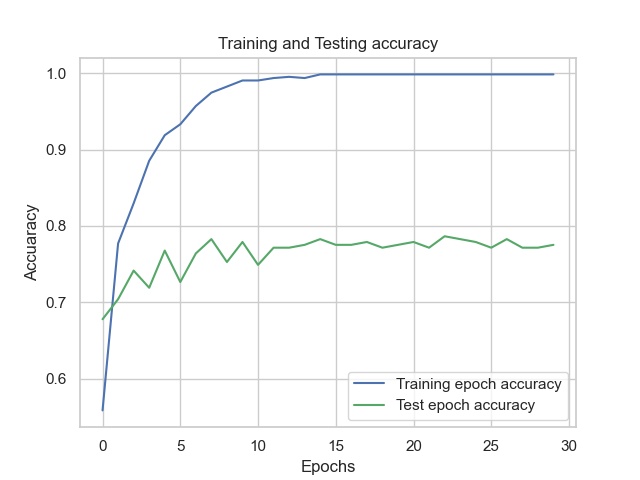 Training and Testing accuracy
1.0
0.9
0.8
0.7
0.6
Accuaracy
0 5 10 15 20 25 30
Epochs
Training epoch accuracy
Test epoch accuracy